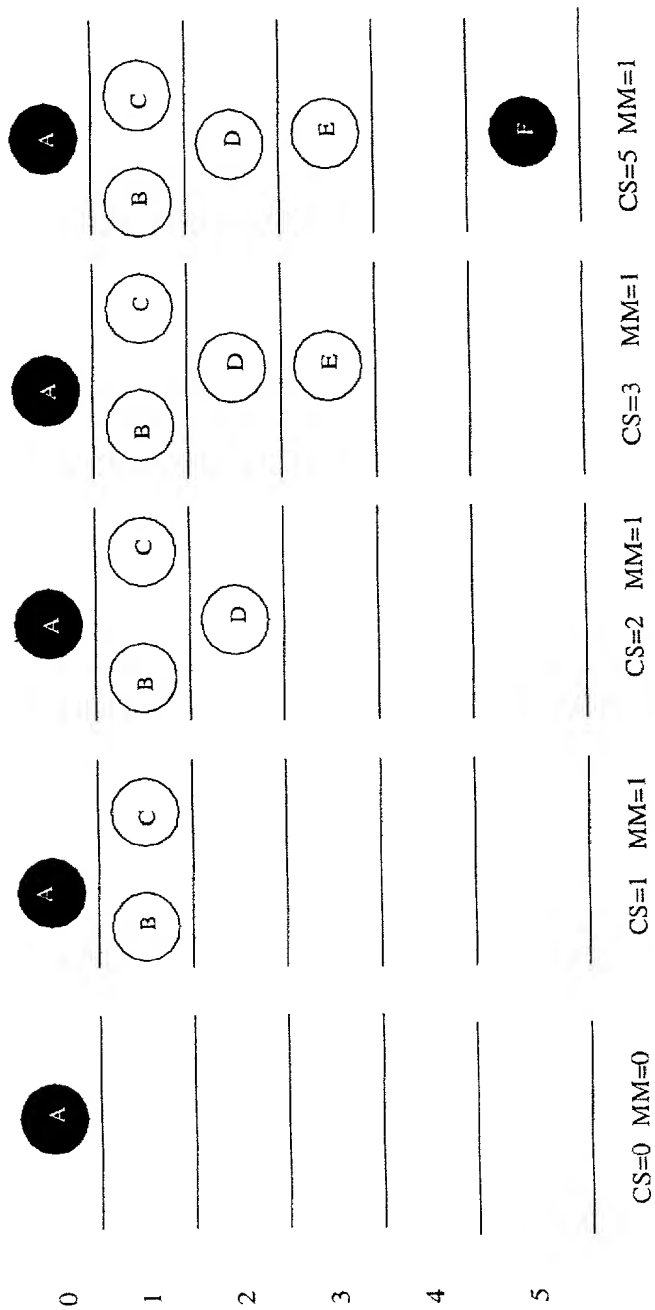 0 A A A A A
1 B C B C B C B C
2 D D D
3 E E
4
5 F
CS=0 MM=0 CS=1 MM=1 CS=2 MM=1 CS=3 MM=1 CS=5 MM=1